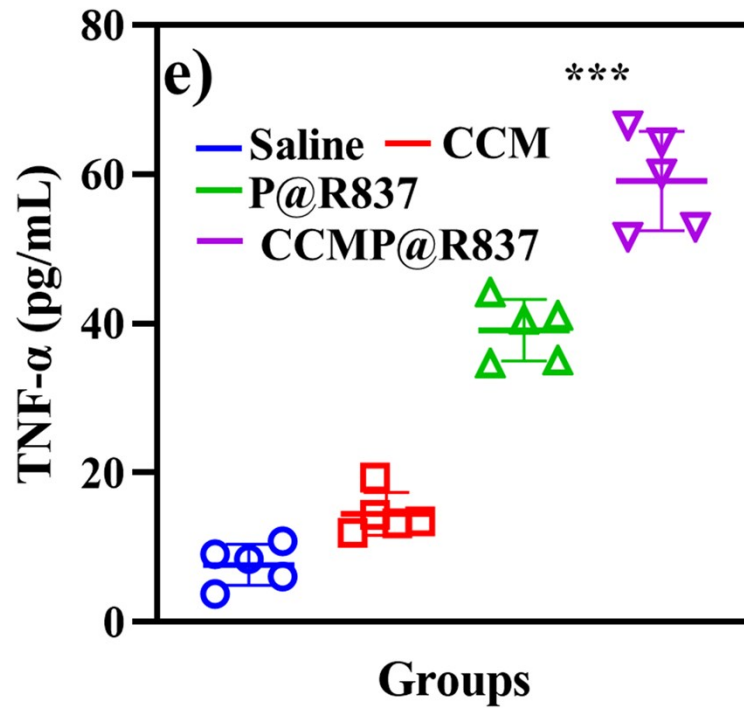 80
e)
***
Saline CCM
P@R837
CCMP@R837
60
40
20
0
TNF-α (pg/mL)
Groups